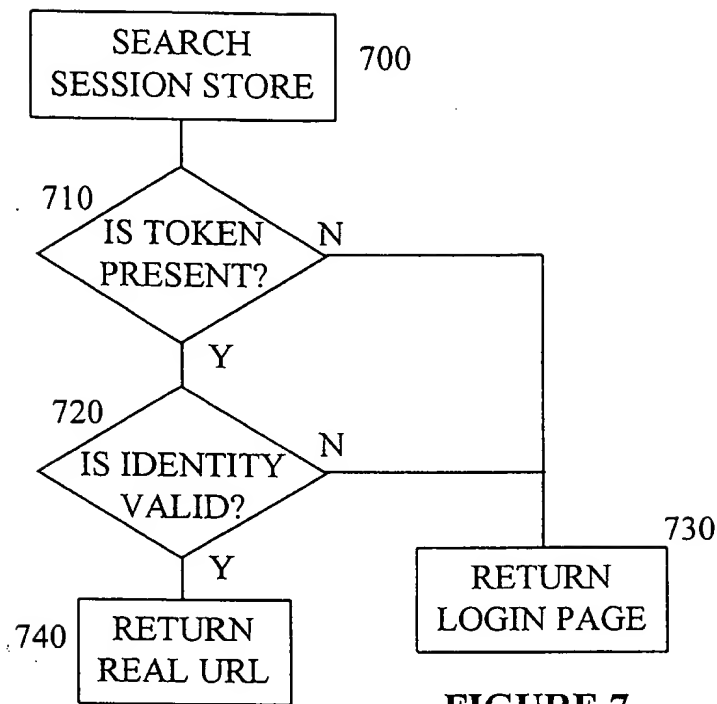 SEARCH
SESSION STORE
700
710
IS TOKEN
PRESENT?
N
Y
720
IS IDENTITY
VALID?
N
Y
730
RETURN
LOGIN PAGE
740
RETURN
REAL URL
FIGURE 7